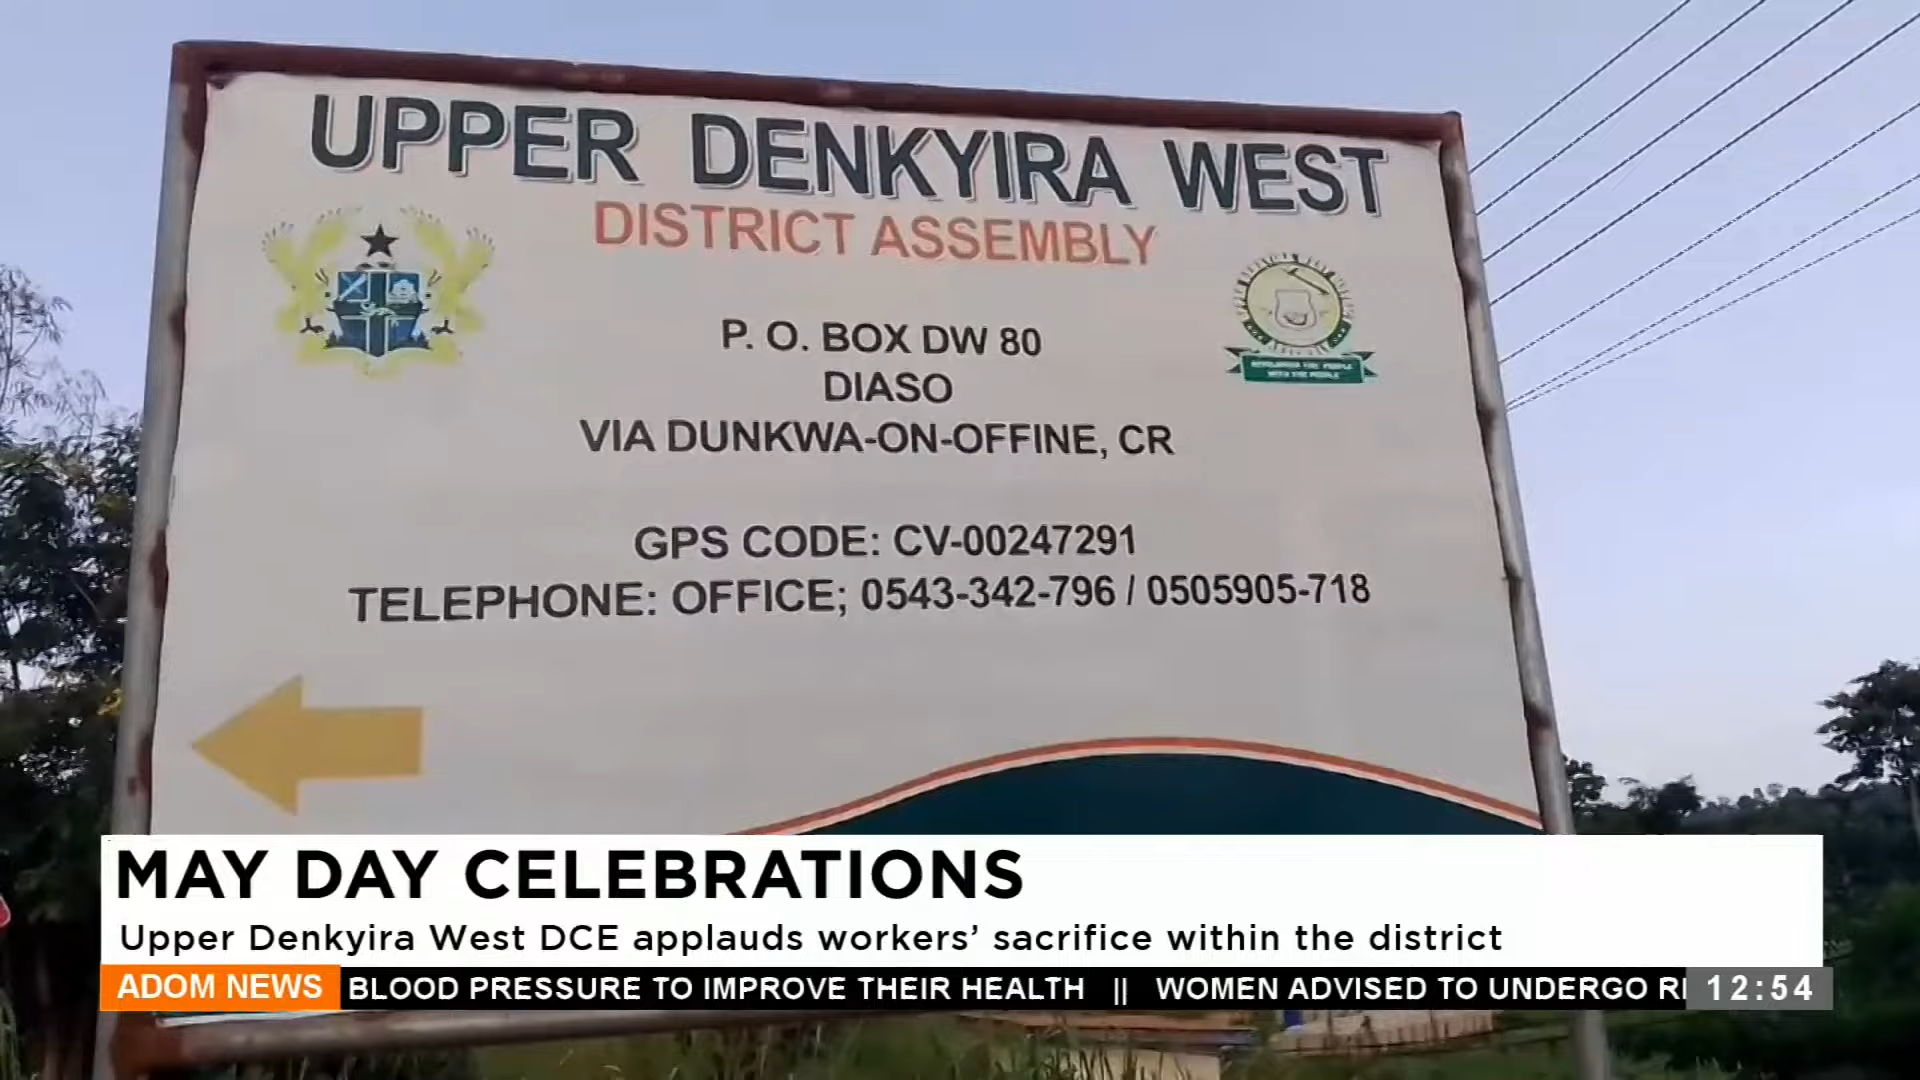 UPPER DENKYIRA WEST
DISTRICT ASSEMBLY
P. O. BOX DW 80
DIASO
VIA DUNKWA-ON-OFFINE, CR
GPS CODE: CV-00247291
TELEPHONE: OFFICE; 0543-342-796 / 0505905-718
MAY DAY CELEBRATIONS
Upper Denkyira West DCE applauds workers’ sacrifice within the district
ADOM NEWS
BLOOD PRESSURE TO IMPROVE THEIR HEALTH || WOMEN ADVISED TO UNDERGO
12:54